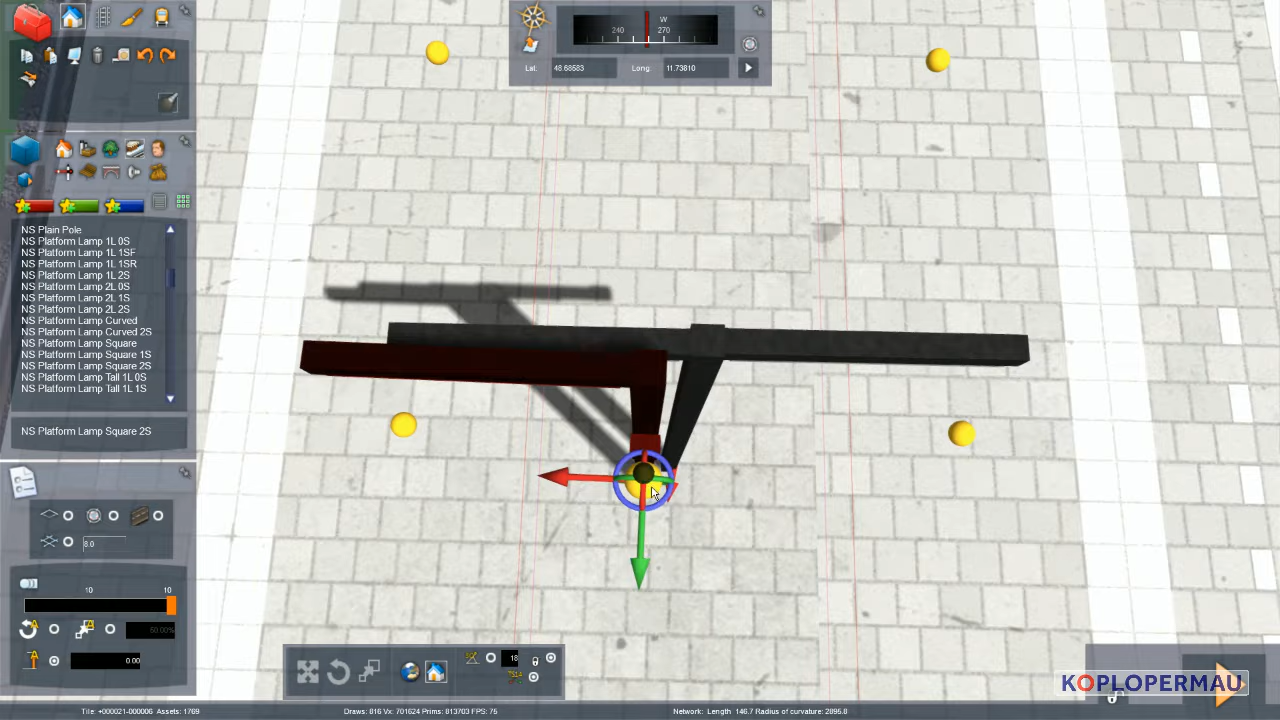 W
240
270
Lat:
48.68583
Long:
11.73810
NS Plain Pole
NS Platform Lamp 1L 0S
NS Platform Lamp 1L 1SF
NS Platform Lamp 1L 1SR
NS Platform Lamp 1L 2S
NS Platform Lamp 2L 0S
NS Platform Lamp 2L 1S
NS Platform Lamp 2L 2S
NS Platform Lamp Curved
NS Platform Lamp Curved 2S
NS Platform Lamp Square
NS Platform Lamp Square 1S
NS Platform Lamp Square 2S
NS Platform Lamp Tall 1L 0S
NS Platform Lamp Tall 1L 1S
NS Platform Lamp Square 2S
8.0
10
10
50.00%
0.00
18
KOPLOPERMAU
Tile: +000021-000006 Assets: 1769
Draws: 816 Vx: 701624 Prims: 813703 FPS: 75
Network: Length 146.7 Radius of curvature: 2895.0